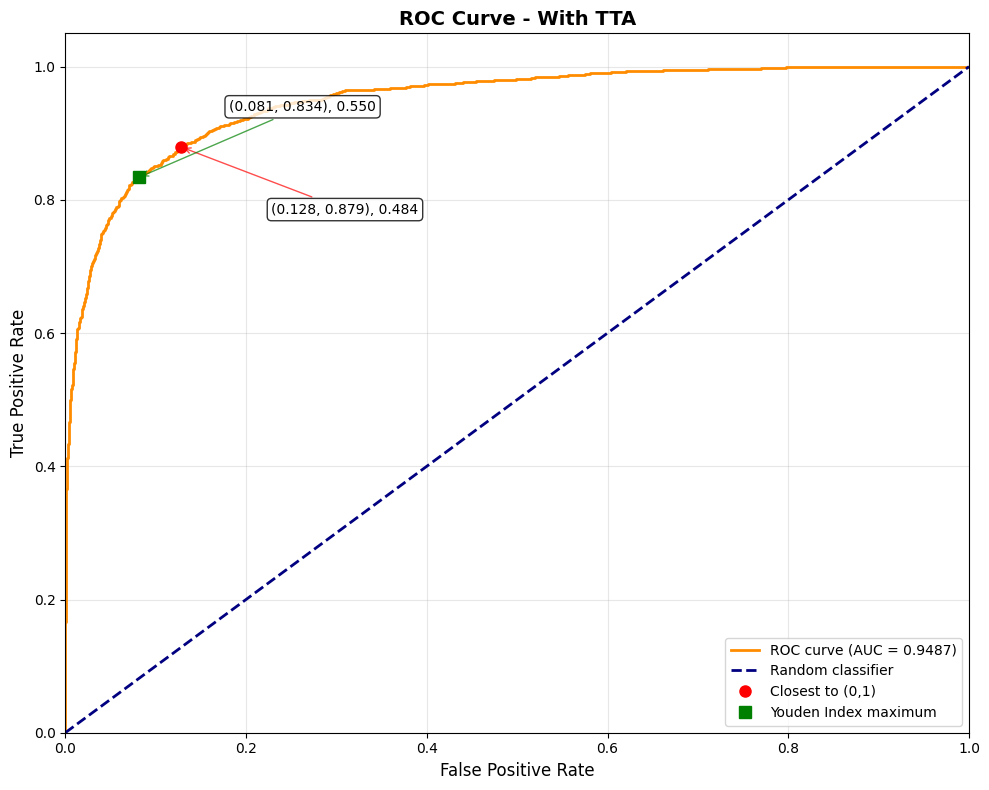 ROC Curve - With TTA
1.0
0.8
0.6
0.4
0.2
0.0
True Positive Rate
(0.081, 0.834), 0.550
(0.128, 0.879), 0.484
ROC curve (AUC = 0.9487)
Random classifier
Closest to (0,1)
Youden Index maximum
0.0 0.2 0.4 0.6 0.8 1.0
False Positive Rate